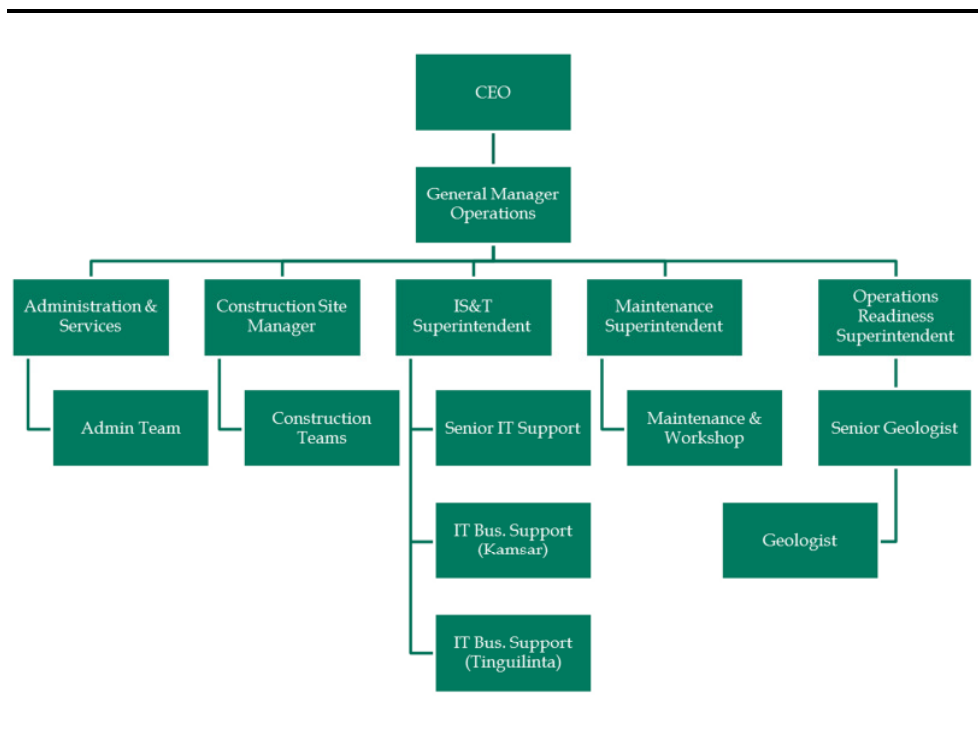 CEO
General Manager
Operations
Administration &
Services
Construction Site
Manager
IS&T
Superintendent
Maintenance
Superintendent
Operations
Readiness
Superintendent
Admin Team
Construction
Teams
Senior IT Support
Maintenance &
Workshop
Senior Geologist
IT Bus. Support
(Kamsar)
Geologist
IT Bus. Support
(Tinguilinta)